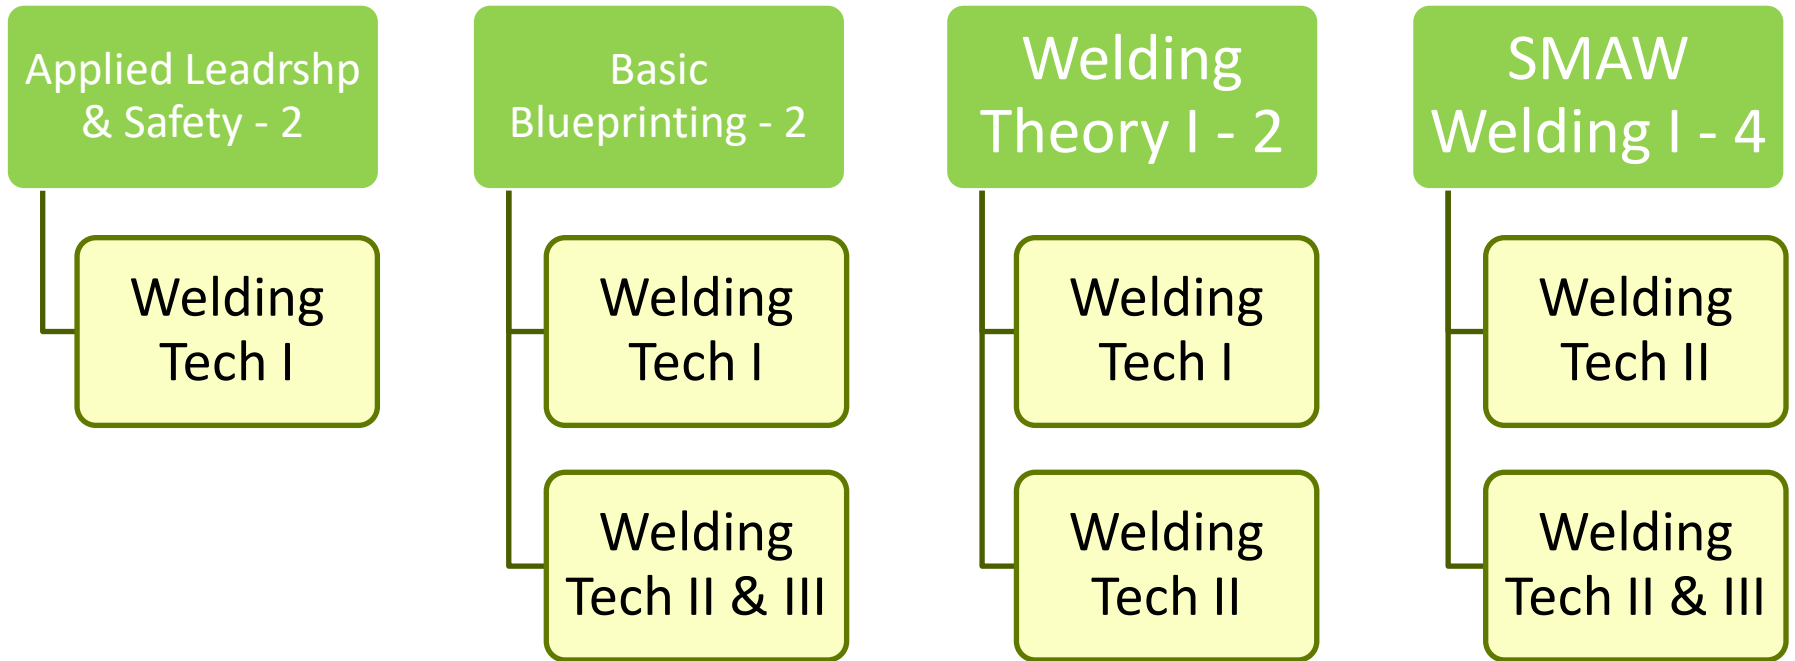 Applied Leadrshp
& Safety - 2
Welding
Tech I
Basic
Blueprinting - 2
Welding
Tech I
Welding
Tech II & III
Welding
Theory I - 2
Welding
Tech I
Welding
Tech II
SMAW
Welding I - 4
Welding
Tech II
Welding
Tech II & III